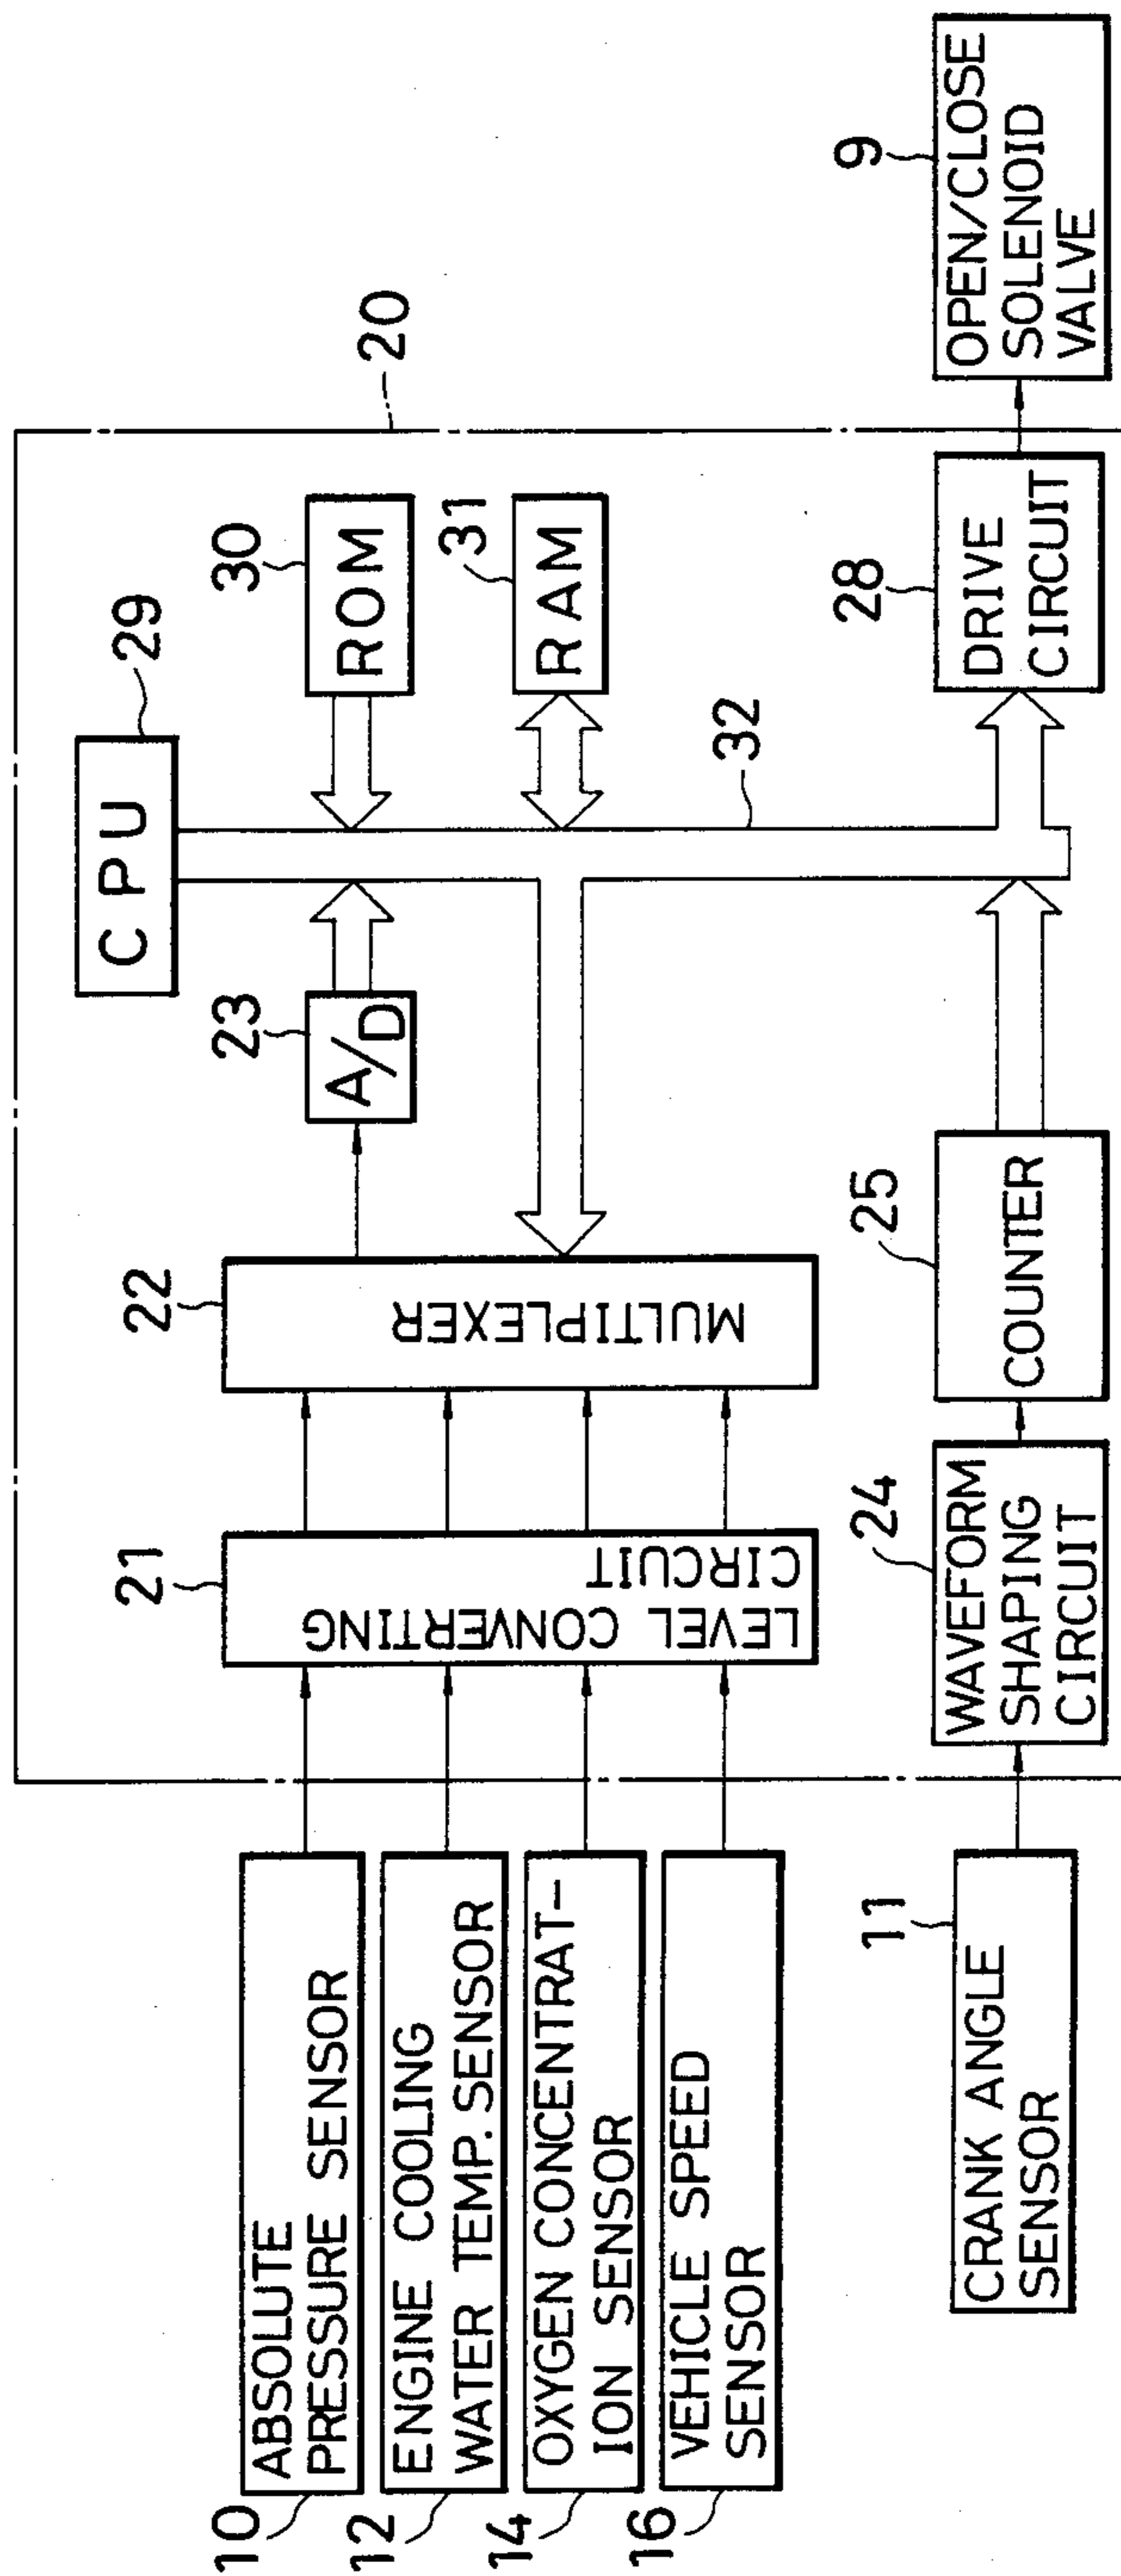 20
29
CPU
30
ROM
31
RAM
32
23
A/D
22
MULTIPLEXER
21
LEVEL CONVERTING
CIRCUIT
10
ABSOLUTE
PRESSURE SENSOR
12
ENGINE COOLING
WATER TEMP. SENSOR
14
OXYGEN CONCENTRAT-
ION SENSOR
16
VEHICLE SPEED
SENSOR
11
CRANK ANGLE
SENSOR
24
WAVEFORM
SHAPING
CIRCUIT
25
COUNTER
28
DRIVE
CIRCUIT
9
OPEN/CLOSE
SOLENOID
VALVE